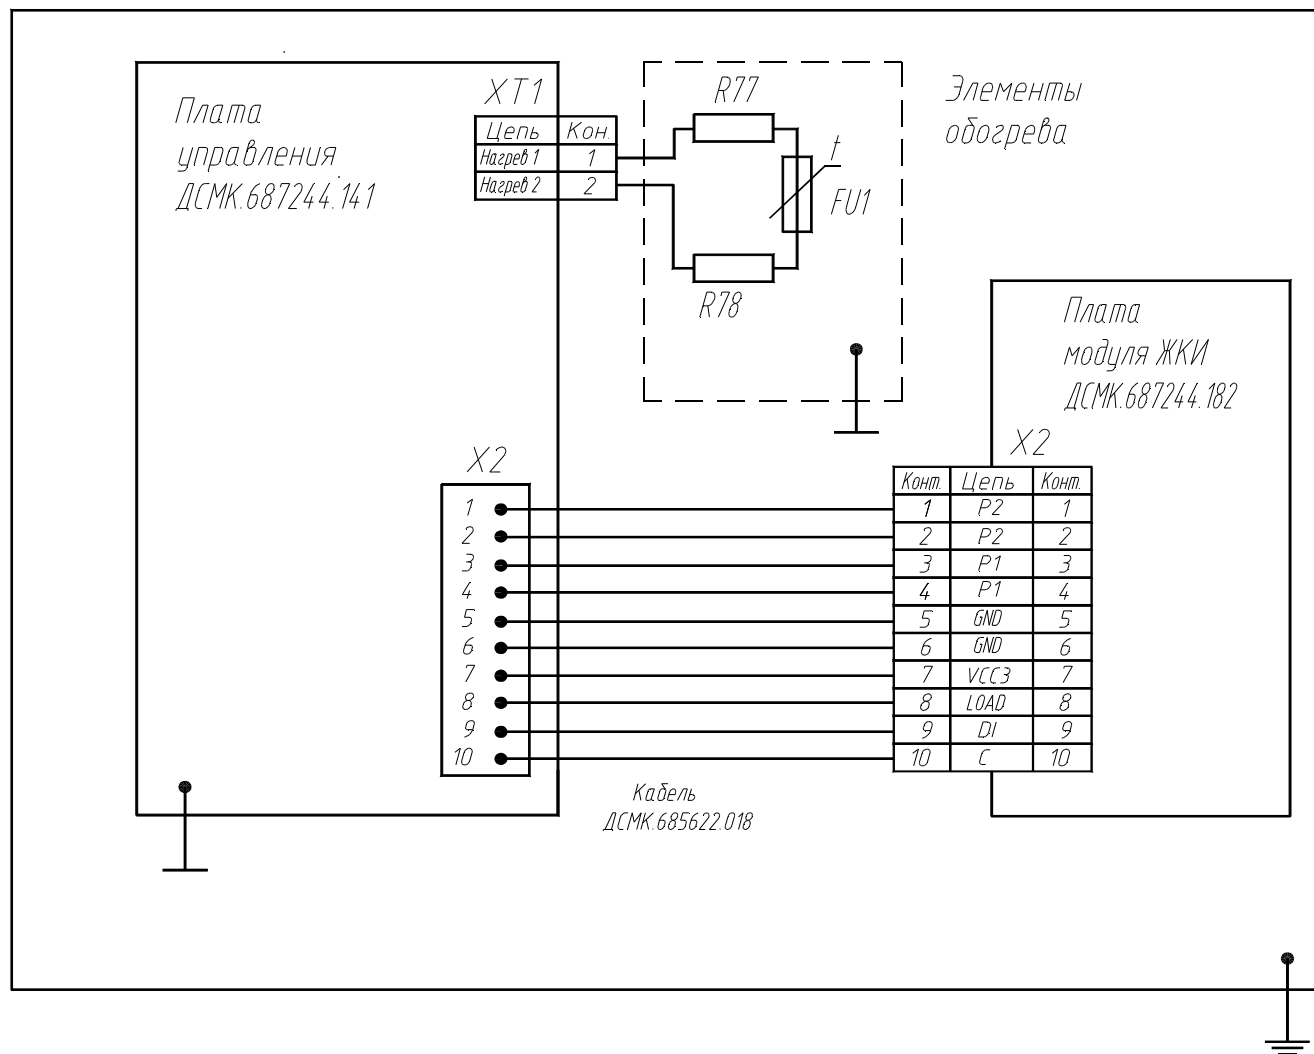 Плата
управления
ДСМК.687244.141
XT1
Цепь Кон.
Нагрев 1 1
Нагрев 2 2
R77
t
FU1
R78
Элементы
обогрева
Плата
модуля ЖКИ
ДСМК.687244.182
X2
1
2
3
4
5
6
7
8
9
10
X2
Конт. Цепь Конт.
1 P2 1
2 P2 2
3 P1 3
4 P1 4
5 GND 5
6 GND 6
7 VCC3 7
8 LOAD 8
9 DI 9
10 C 10
Кабель
ДСМК.685622.018